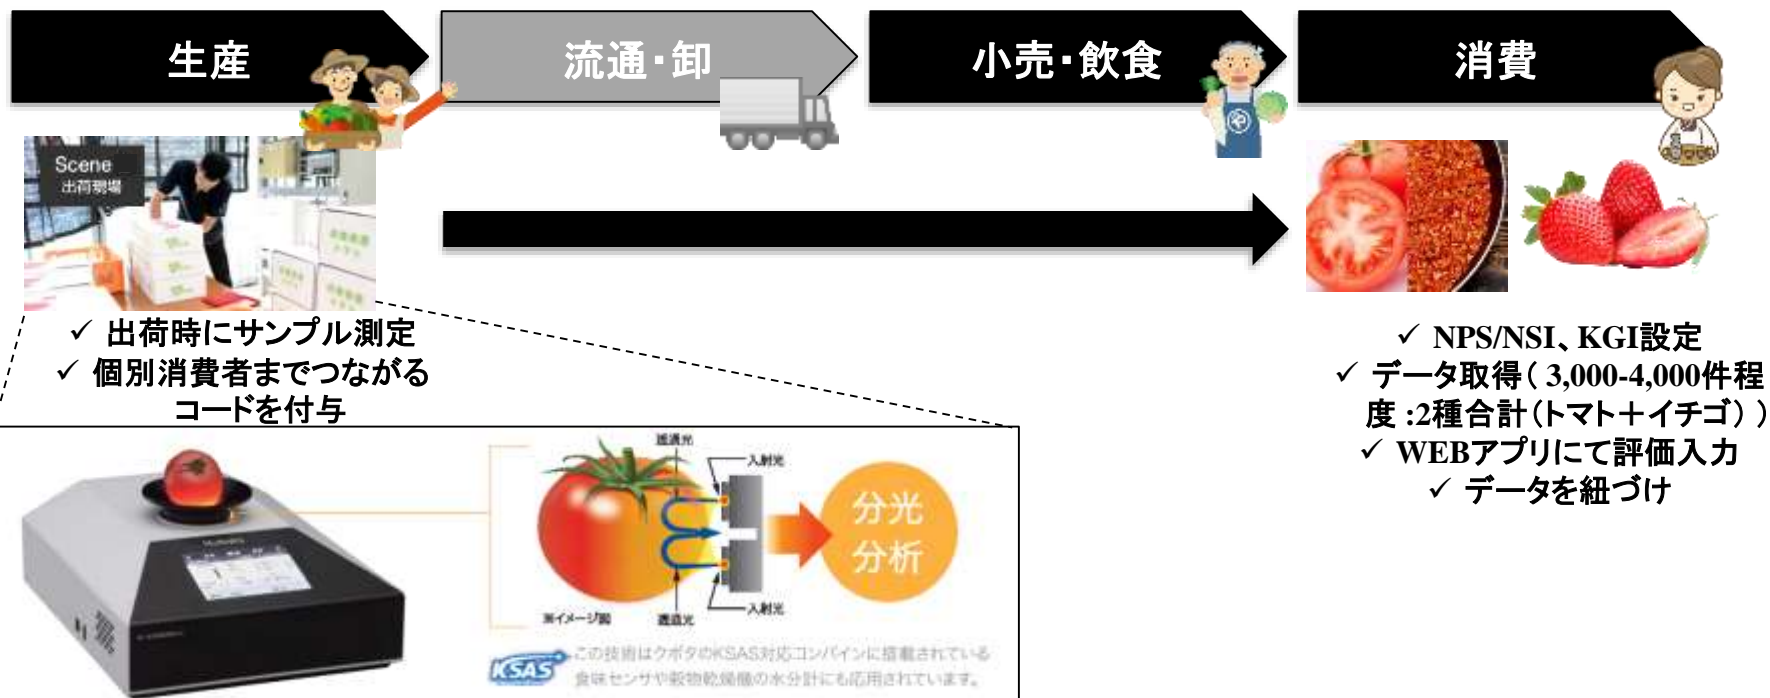 生産
流通・卸
小売・飲食
消費
Scene
出荷現場
✓ 出荷時にサンプル測定
✓ 個別消費者までつながる
コードを付与
✓ NPS/NSI、KGI設定
✓ データ取得( 3,000-4,000件程
度 :2種合計(トマト+イチゴ) )
✓ WEBアプリにて評価入力
✓ データを紐づけ
透過光
入射光
分光
分析
入射光
透過光
※イメージ図
KSAS
この技術はクボタのKSAS対応コンバインに搭載されている
食味センサや穀物乾燥機の水分計にも応用されています。